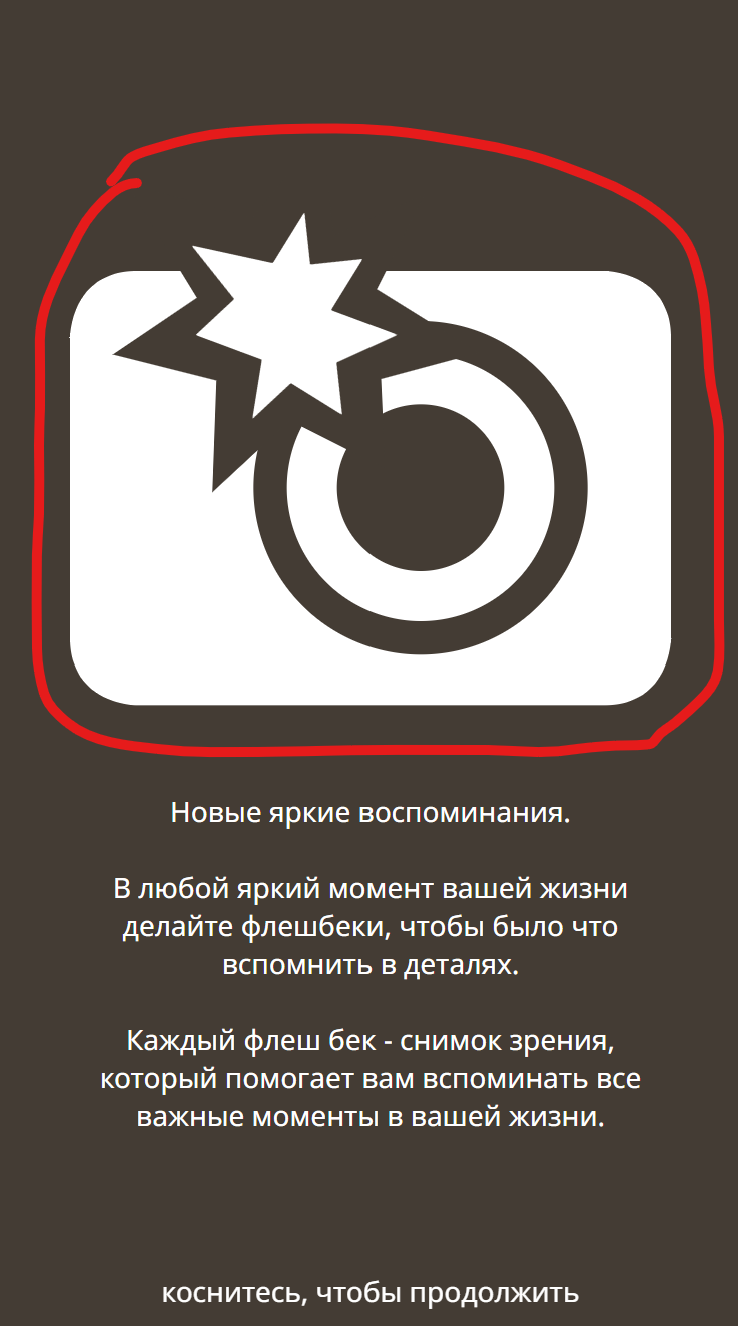 Новые яркие воспоминания.
В любой яркий момент вашей жизни
делайте флешбеки, чтобы было что
вспомнить в деталях.
Каждый флеш бек - снимок зрения,
который помогает вам вспоминать все
важные моменты в вашей жизни.
коснитесь, чтобы продолжить